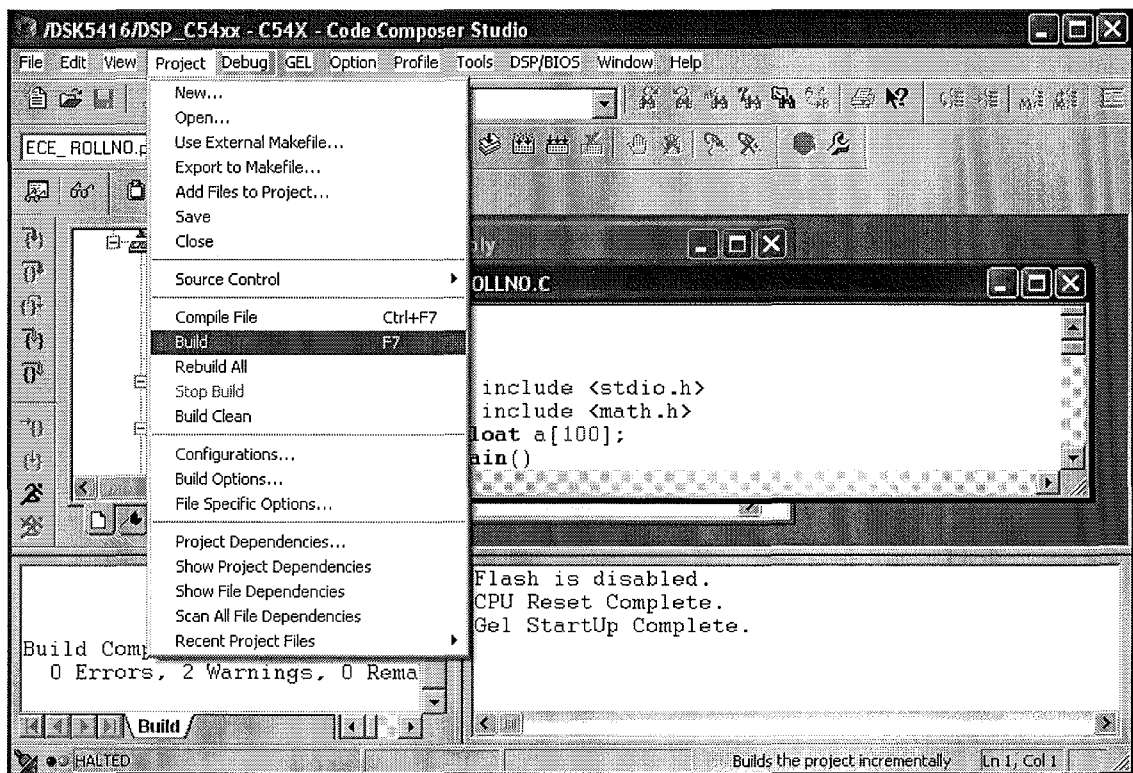 /DSK5416/DSP_C54xx - C54X - Code Composer Studio
File Edit View Project Debug GEL Option Profile Tools DSP/BIOS Window Help
New...
Open...
ECE_ROLLNO.p
Use External Makefile...
Export to Makefile...
Add Files to Project...
Save
Close
Source Control
OLLNO.C
Compile File Ctrl+F7
Build F7
Rebuild All
Stop Build
Build Clean
include <stdio.h>
include <math.h>
loat a[100];
ain()
Configurations...
Build Options...
File Specific Options...
Project Dependencies...
Show Project Dependencies
Show File Dependencies
Scan All File Dependencies
Recent Project Files
Build Comp
0 Errors, 2 Warnings, 0 Rema
Build
Flash is disabled.
CPU Reset Complete.
Gel StartUp Complete.
HALTED
Builds the project incrementally Ln 1, Col 1